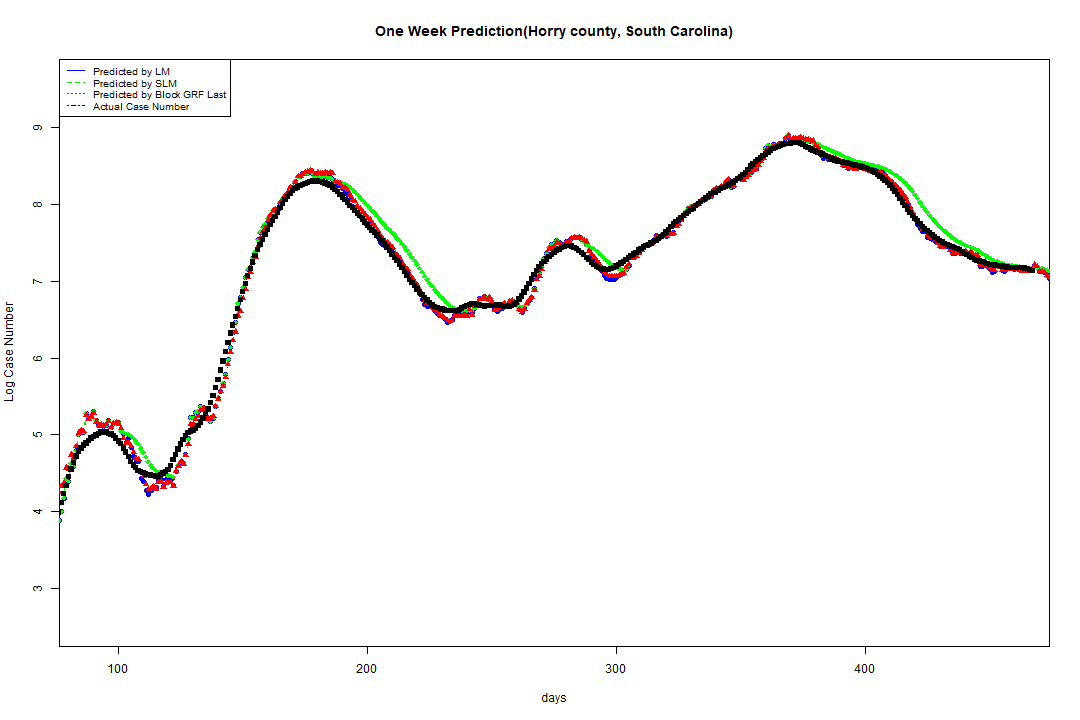 One Week Prediction(Horry county, South Carolina)
Predicted by LM
Predicted by SLM
Predicted by Block GRF Last
Actual Case Number
9
8
7
6
5
4
3
Log Case Number
100 200 300 400
days